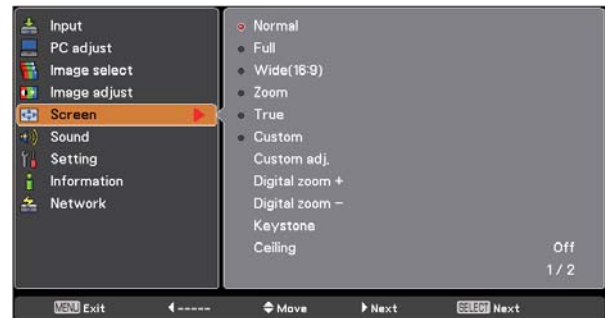 Input
PC adjust
Image select
Image adjust
Screen
Sound
Setting
Information
Network
Normal
Full
Wide(16:9)
Zoom
True
Custom
Custom adj.
Digital zoom +
Digital zoom –
Keystone
Ceiling Off
1 / 2
MENU Exit ----- Move Next SELECT Next